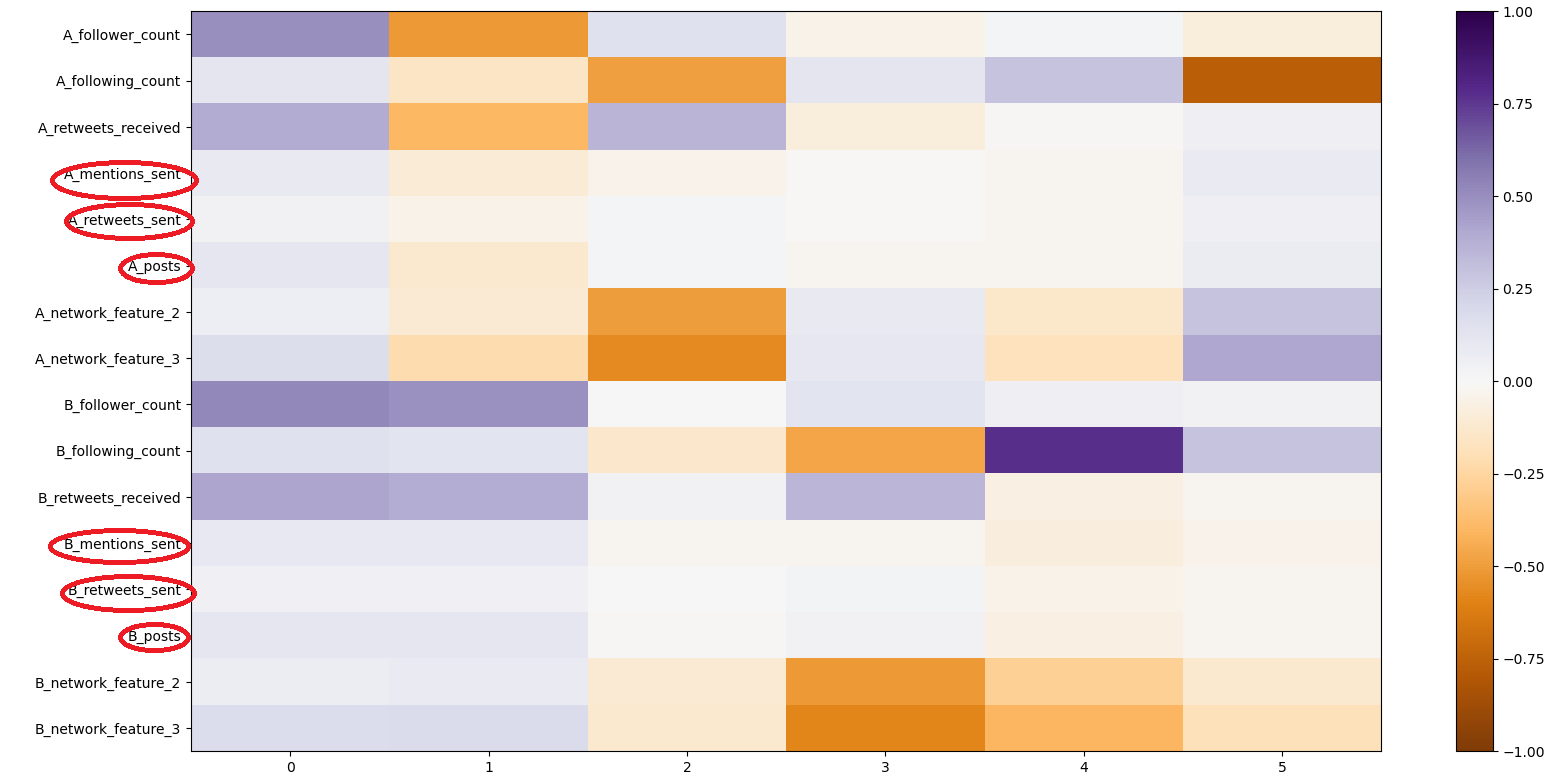 A_follower_count
A_following_count
A_retweets_received
A_mentions_sent
A_retweets_sent
A_posts
A_network_feature_2
A_network_feature_3
B_follower_count
B_following_count
B_retweets_received
B_mentions_sent
B_retweets_sent
B_posts
B_network_feature_2
B_network_feature_3
0 1 2 3 4 5
1.00
0.75
0.50
0.25
0.00
−0.25
−0.50
−0.75
−1.00